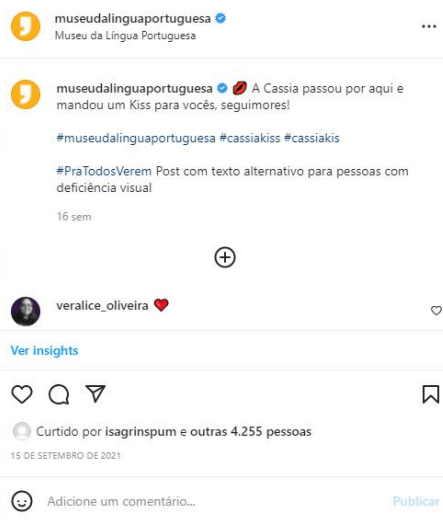 museudalinguaportuguesa
Museu da Língua Portuguesa
museudalinguaportuguesa 💋 A Cassia passou por aqui e
mandou um Kiss para vocês, seguimores!
#museudalinguaportuguesa #cassiakiss #cassiakis
#PraTodosVerem Post com texto alternativo para pessoas com
deficiência visual
16 sem
veralice_oliveira ❤️
Ver insights
Curtido por isagrinspum e outras 4.255 pessoas
15 DE SETEMBRO DE 2021
Adicione um comentário... Publicar